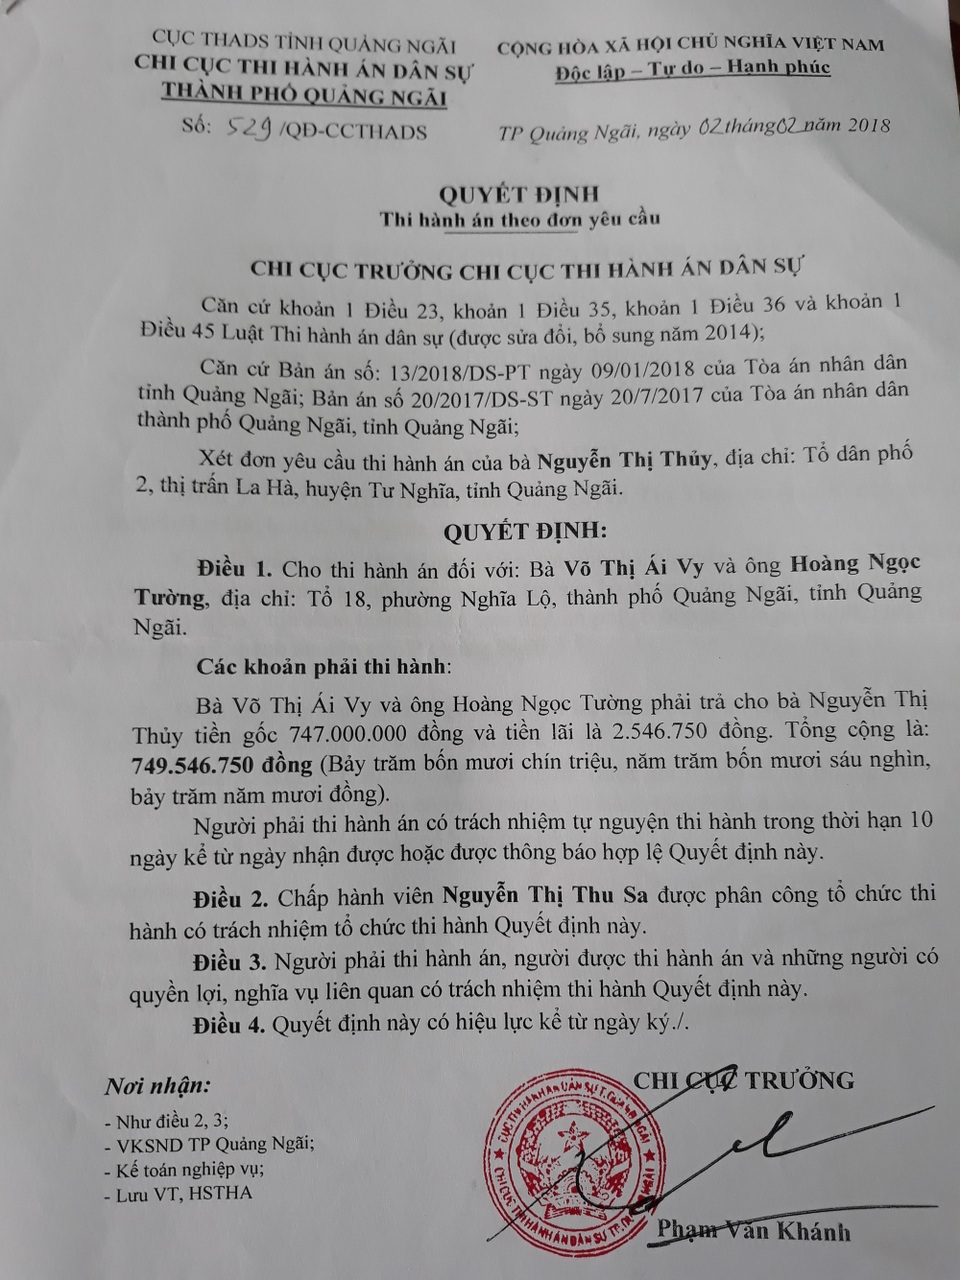 CỤC THADS TỈNH QUẢNG NGÃI
CHI CỤC THI HÀNH ÁN DÂN SỰ
THÀNH PHỐ QUẢNG NGÃI
Số: 529/QĐ-CCTHADS
CỘNG HÒA XÃ HỘI CHỦ NGHĨA VIỆT NAM
Độc lập – Tự do – Hạnh phúc
TP Quảng Ngãi, ngày 02 tháng 02 năm 2018
QUYẾT ĐỊNH
Thi hành án theo đơn yêu cầu
CHI CỤC TRƯỞNG CHI CỤC THI HÀNH ÁN DÂN SỰ
Căn cứ khoản 1 Điều 23, khoản 1 Điều 35, khoản 1 Điều 36 và khoản 1
Điều 45 Luật Thi hành án dân sự (được sửa đổi, bổ sung năm 2014);
Căn cứ Bản án số: 13/2018/DS-PT ngày 09/01/2018 của Tòa án nhân dân
tỉnh Quảng Ngãi; Bản án số 20/2017/DS-ST ngày 20/7/2017 của Tòa án nhân dân
thành phố Quảng Ngãi, tỉnh Quảng Ngãi;
Xét đơn yêu cầu thi hành án của bà Nguyễn Thị Thủy, địa chỉ: Tổ dân phố
2, thị trấn La Hà, huyện Tư Nghĩa, tỉnh Quảng Ngãi.
QUYẾT ĐỊNH:
Điều 1. Cho thi hành án đối với: Bà Võ Thị Ái Vy và ông Hoàng Ngọc
Tường, địa chỉ: Tổ 18, phường Nghĩa Lộ, thành phố Quảng Ngãi, tỉnh Quảng
Ngãi.
Các khoản phải thi hành:
Bà Võ Thị Ái Vy và ông Hoàng Ngọc Tường phải trả cho bà Nguyễn Thị
Thủy tiền gốc 747.000.000 đồng và tiền lãi là 2.546.750 đồng. Tổng cộng là:
749.546.750 đồng (Bảy trăm bốn mươi chín triệu, năm trăm bốn mươi sáu nghìn,
bảy trăm năm mươi đồng).
Người phải thi hành án có trách nhiệm tự nguyện thi hành trong thời hạn 10
ngày kể từ ngày nhận được hoặc được thông báo hợp lệ Quyết định này.
Điều 2. Chấp hành viên Nguyễn Thị Thu Sa được phân công tổ chức thi
hành có trách nhiệm tổ chức thi hành Quyết định này.
Điều 3. Người phải thi hành án, người được thi hành án và những người có
quyền lợi, nghĩa vụ liên quan có trách nhiệm thi hành Quyết định này.
Điều 4. Quyết định này có hiệu lực kể từ ngày ký./.
Nơi nhận:
- Như điều 2, 3;
- VKSND TP Quảng Ngãi;
- Kế toán nghiệp vụ;
- Lưu VT, HSTHA
CHI CỤC TRƯỞNG
CỤC THI HÀNH ÁN DÂN SỰ T. QUẢNG NGÃI
CHI CỤC THI HÀNH ÁN DÂN SỰ TP. QUẢNG NGÃI
Phạm Văn Khánh